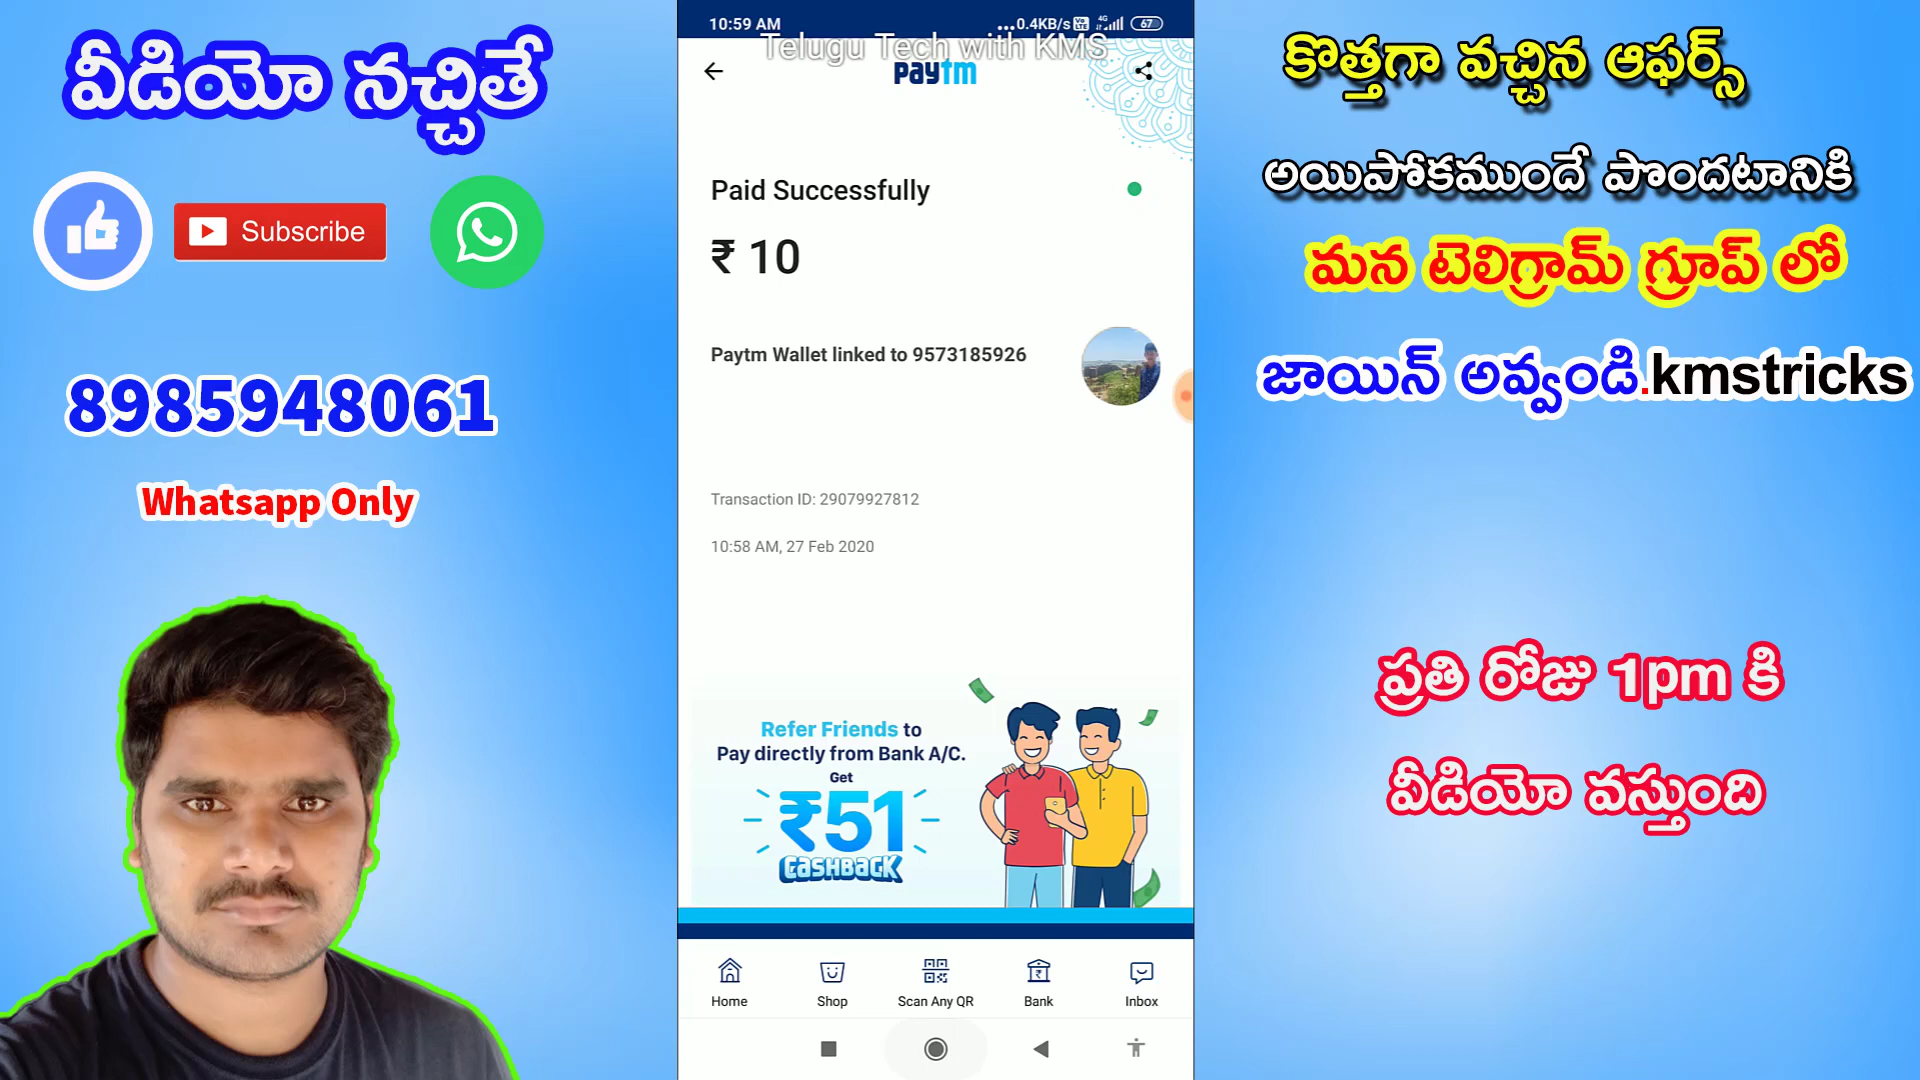 వీడియో నచ్చితే
Subscribe
8985948061
Whatsapp Only
10:59 AM
...0.4KB/s
Vo
LTE
4G
67
Telugu Tech with KMS
paytm
Paid Successfully
₹ 10
Paytm Wallet linked to 9573185926
Transaction ID: 29079927812
10:58 AM, 27 Feb 2020
Refer Friends to
Pay directly from Bank A/C.
Get
₹51
CASHBACK
Home
Shop
Scan Any QR
Bank
Inbox
కొత్తగా వచ్చిన ఆఫర్స్
అయిపోకముందే పొందటానికి
మన టెలిగ్రామ్ గ్రూప్ లో
జాయిన్ అవ్వండి.kmstricks
ప్రతి రోజు 1pm కి
వీడియో వస్తుంది